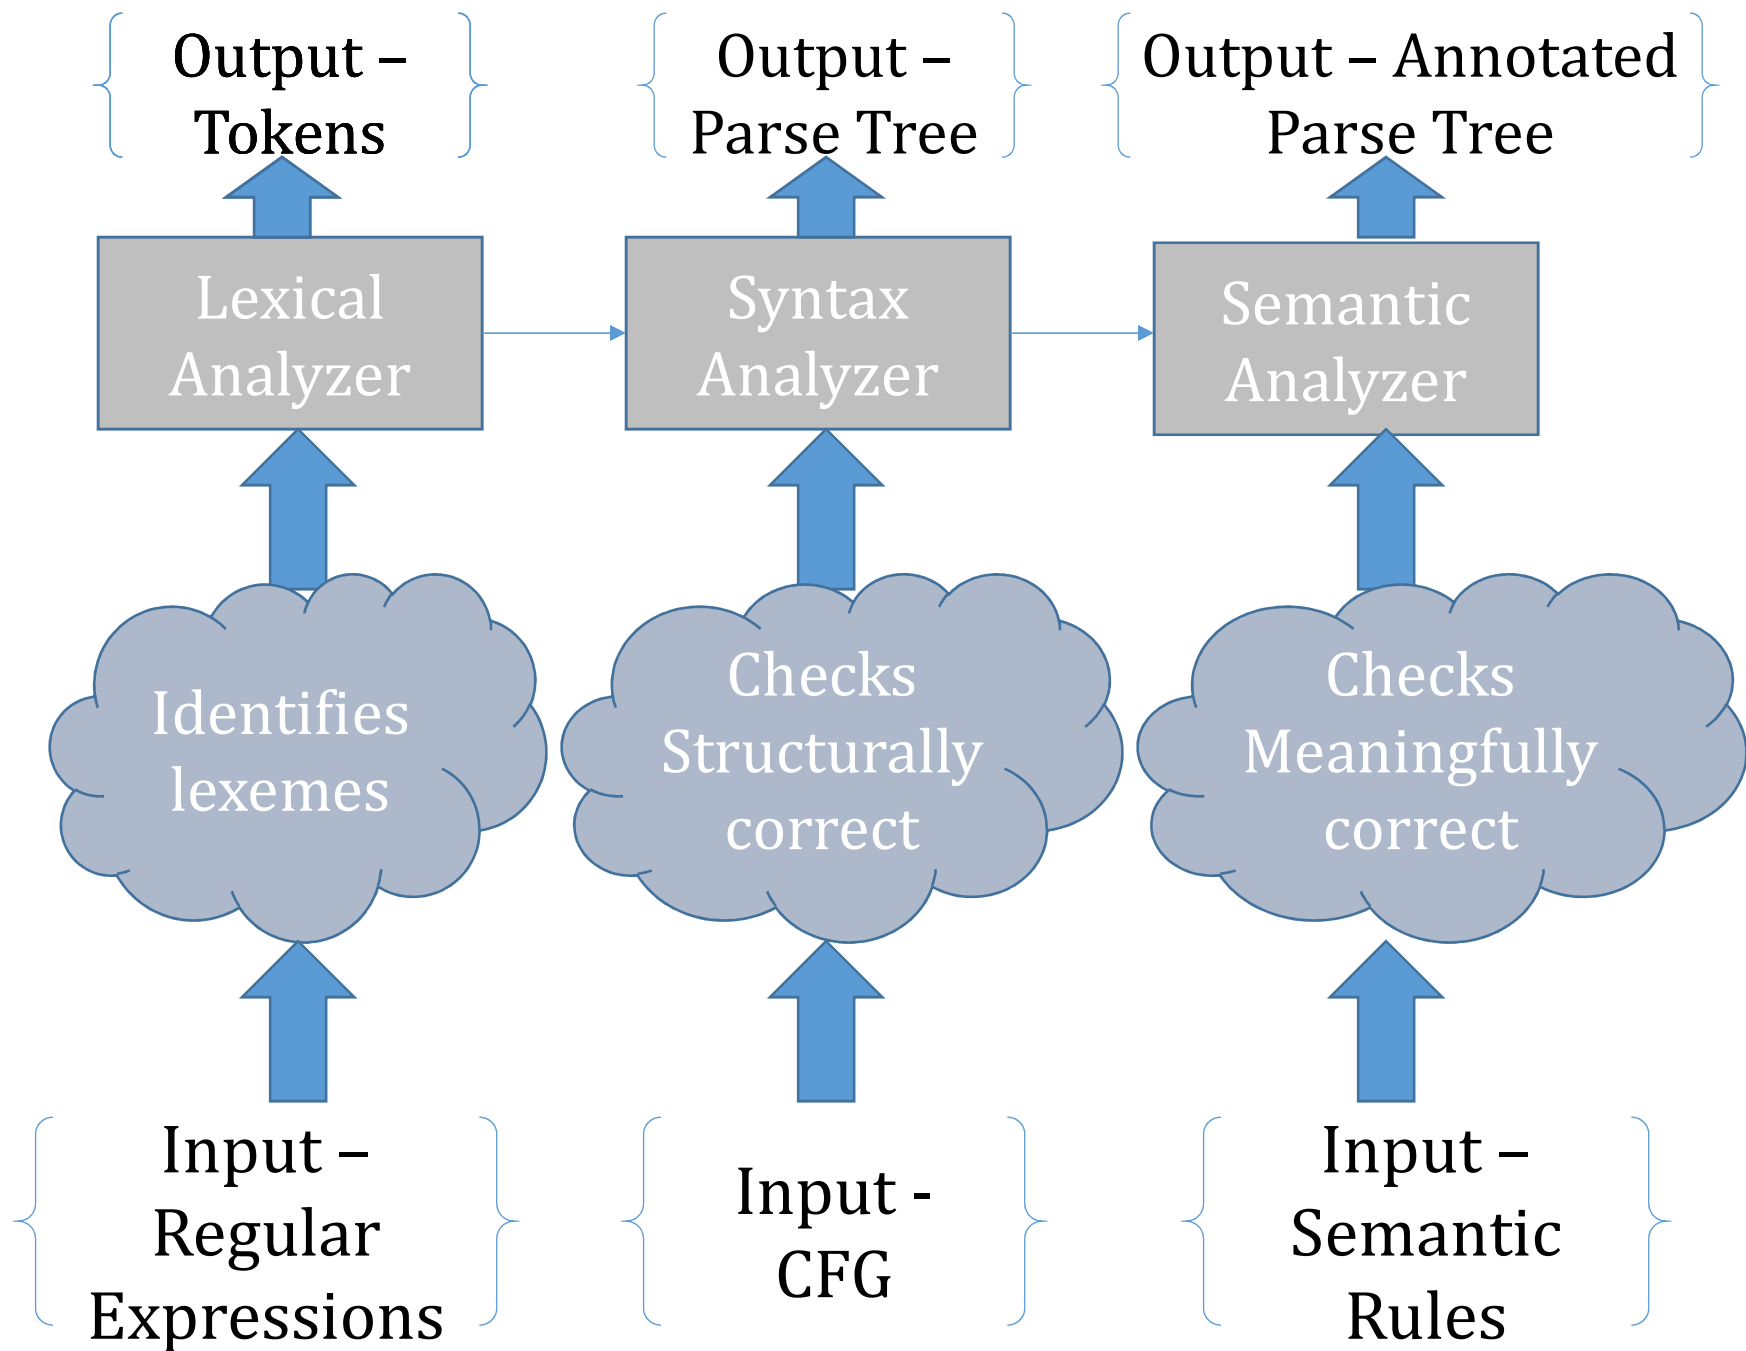 Output –
Tokens
Output –
Parse Tree
Output – Annotated
Parse Tree
Lexical
Analyzer
Syntax
Analyzer
Semantic
Analyzer
Identifies
lexemes
Checks
Structurally
correct
Checks
Meaningfully
correct
Input –
Regular
Expressions
Input -
CFG
Input –
Semantic
Rules